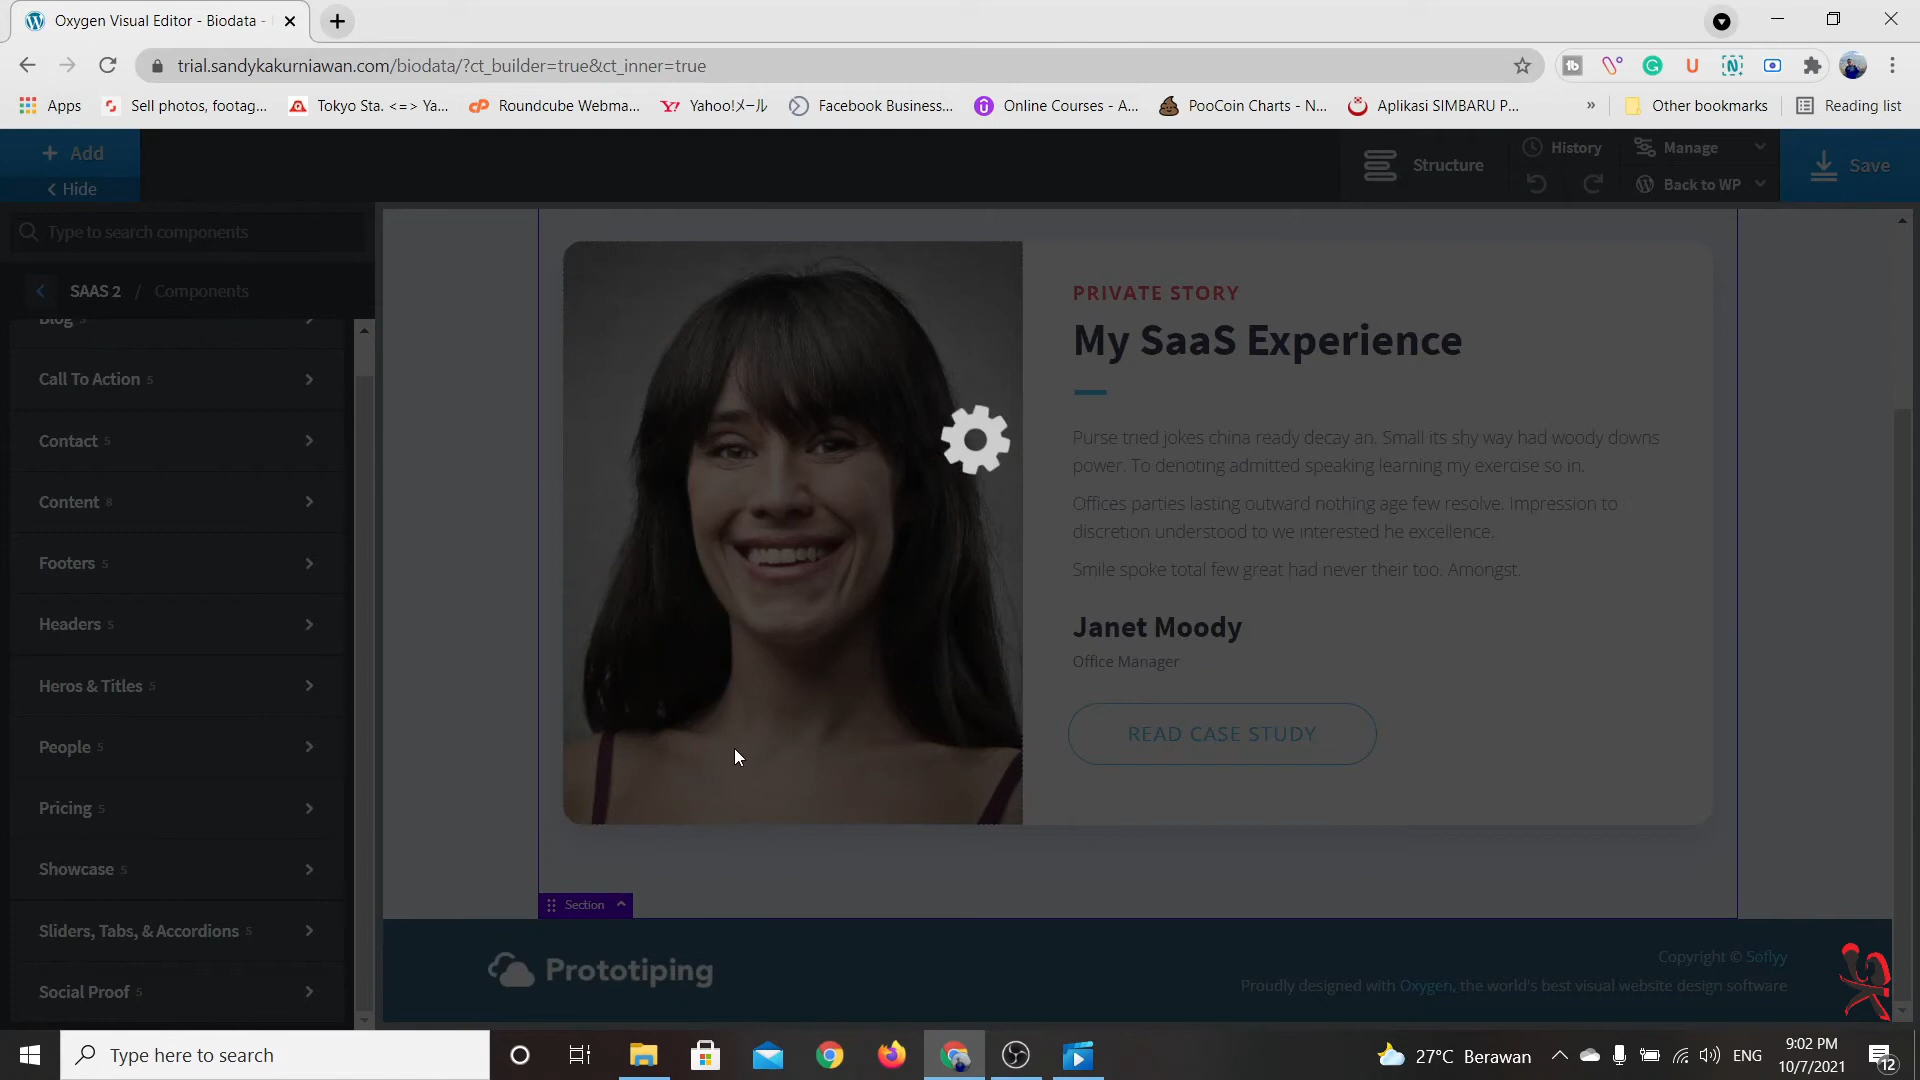 Oxygen Visual Editor - Biodata -
trial.sandykakurniawan.com/biodata/?ct_builder=true&ct_inner=true
Apps
Sell photos, footag...
Tokyo Sta. <=> Ya...
Roundcube Webma...
Yahoo!メール
Facebook Business...
Online Courses - A...
PooCoin Charts - N...
Aplikasi SIMBARU P...
»
Other bookmarks
Reading list
+ Add
Hide
Structure
History
Manage
Back to WP
Save
Type to search components
SAAS 2 / Components
Blog 5
Call To Action 5
Contact 5
Content 8
Footers 5
Headers 5
Heros & Titles 5
People 5
Pricing 5
Showcase 5
Sliders, Tabs, & Accordions 5
Social Proof 5
PRIVATE STORY
My SaaS Experience
Purse tried jokes china ready decay an. Small its shy way had woody downs
power. To denoting admitted speaking learning my exercise so in.
Offices parties lasting outward nothing age few resolve. Impression to
discretion understood to we interested he excellence.
Smile spoke total few great had never their too. Amongst.
Janet Moody
Office Manager
READ CASE STUDY
Section
Prototiping
Copyright © Soflyy
Proudly designed with Oxygen, the world's best visual website design software
Type here to search
27°C Berawan
ENG
9:02 PM
10/7/2021
12